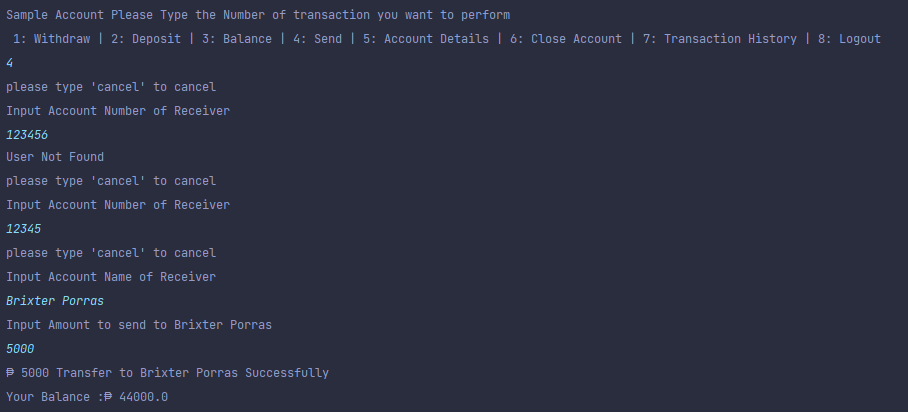 Sample Account Please Type the Number of transaction you want to perform
1: Withdraw | 2: Deposit | 3: Balance | 4: Send | 5: Account Details | 6: Close Account | 7: Transaction History | 8: Logout
4
please type 'cancel' to cancel
Input Account Number of Receiver
123456
User Not Found
please type 'cancel' to cancel
Input Account Number of Receiver
12345
please type 'cancel' to cancel
Input Account Name of Receiver
Brixter Porras
Input Amount to send to Brixter Porras
5000
₱ 5000 Transfer to Brixter Porras Successfully
Your Balance :₱ 44000.0